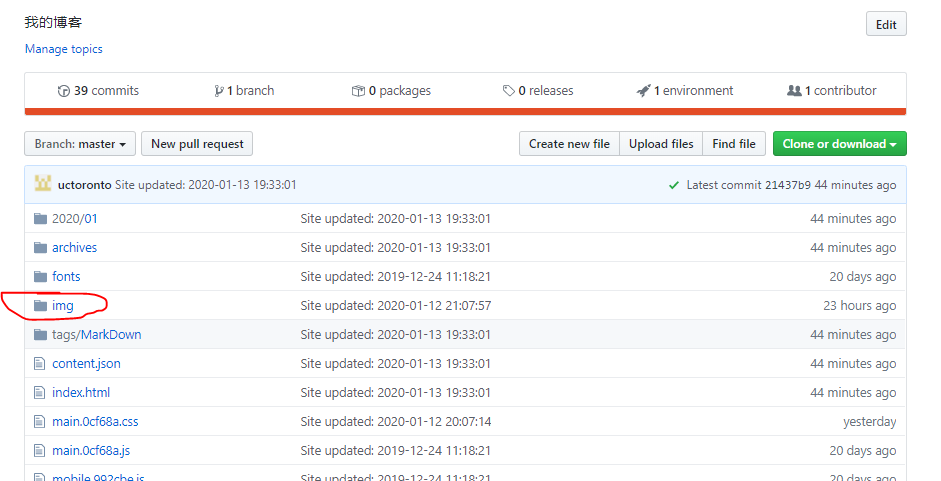 我的博客
Edit
Manage topics
39 commits 1 branch 0 packages 0 releases 1 environment 1 contributor
Branch: master New pull request Create new file Upload files Find file Clone or download
uctoronto Site updated: 2020-01-13 19:33:01 Latest commit 21437b9 44 minutes ago
2020/01 Site updated: 2020-01-13 19:33:01 44 minutes ago
archives Site updated: 2020-01-13 19:33:01 44 minutes ago
fonts Site updated: 2019-12-24 11:18:21 20 days ago
img Site updated: 2020-01-12 21:07:57 23 hours ago
tags/MarkDown Site updated: 2020-01-13 19:33:01 44 minutes ago
content.json Site updated: 2020-01-13 19:33:01 44 minutes ago
index.html Site updated: 2020-01-13 19:33:01 44 minutes ago
main.0cf68a.css Site updated: 2020-01-12 20:07:14 yesterday
main.0cf68a.js Site updated: 2019-12-24 11:18:21 20 days ago
mobile.992cbe.js Site updated: 2019-12-24 11:18:21 20 days ago